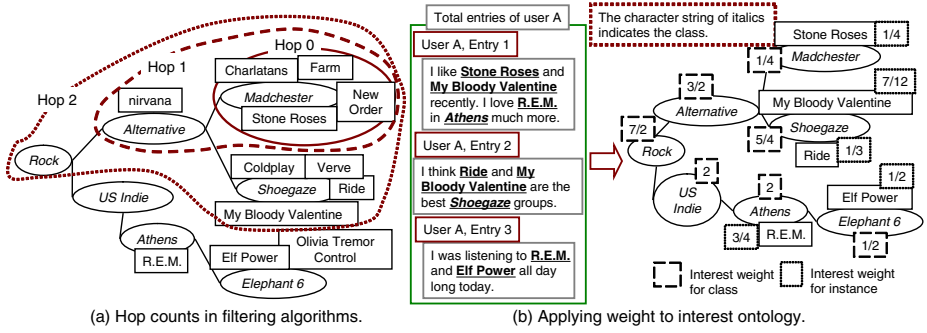 Hop 0
Hop 1
Hop 2
Charlatans
Farm
Madchester
New
Order
Stone Roses
nirvana
Alternative
Rock
Coldplay
Verve
Shoegaze
Ride
My Bloody Valentine
US Indie
Athens
R.E.M.
Elf Power
Olivia Tremor
Control
Elephant 6
(a) Hop counts in filtering algorithms.
Total entries of user A
User A, Entry 1
I like Stone Roses and
My Bloody Valentine
recently. I love R.E.M.
in Athens much more.
User A, Entry 2
I think Ride and My
Bloody Valentine are the
best Shoegaze groups.
User A, Entry 3
I was listening to R.E.M.
and Elf Power all day
long today.
The character string of italics
indicates the class.
Stone Roses
1/4
1/4
Madchester
3/2
Alternative
7/12
My Bloody Valentine
7/2
Rock
5/4
Shoegaze
Ride
1/3
2
US
Indie
2
Athens
3/4
R.E.M.
1/2
Elf Power
Elephant 6
1/2
Interest weight
for class
Interest weight
for instance
(b) Applying weight to interest ontology.